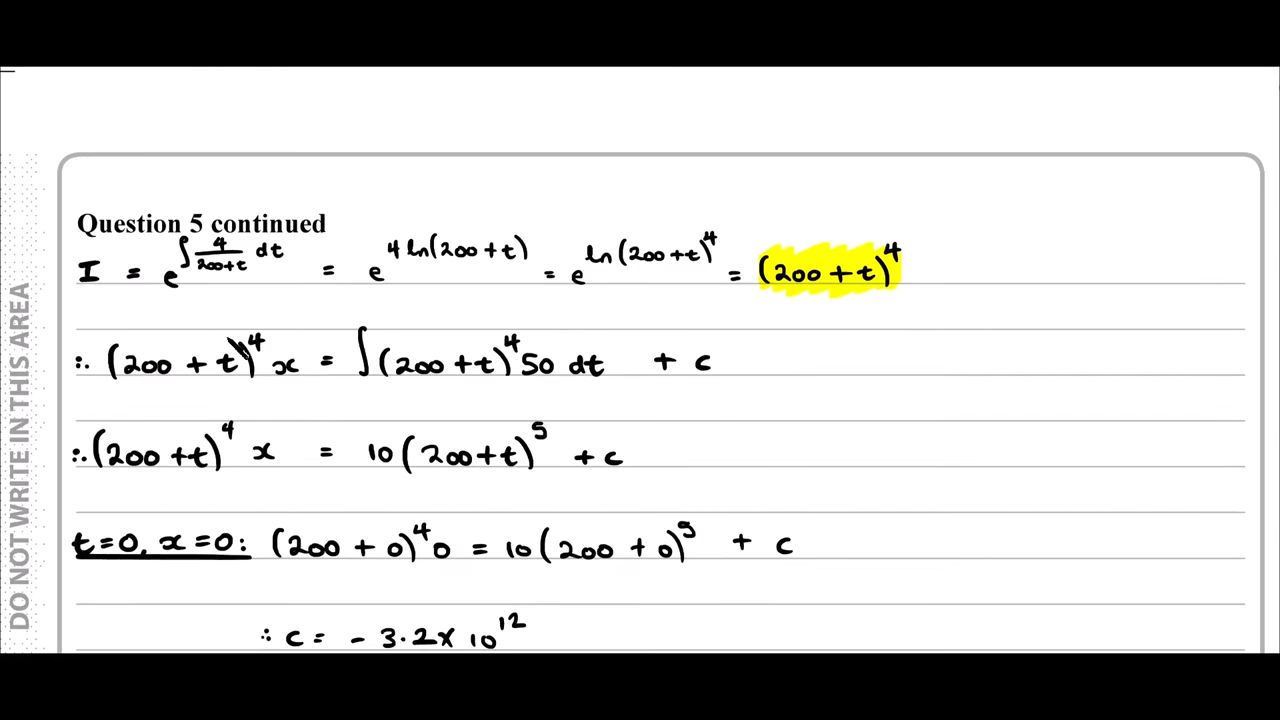 Question 5 continued
I = e^{∫ 4/(200+t) dt} = e^{4 ln(200+t)} = e^{ln(200+t)^4} = (200+t)^4
∴ (200+t)^4 x = ∫(200+t)^4 50 dt + c
∴ (200+t)^4 x = 10(200+t)^5 + c
t=0, x=0: (200+0)^4 0 = 10(200+0)^5 + c
∴ c = - 3.2 x 10^12
DO NOT WRITE IN THIS AREA